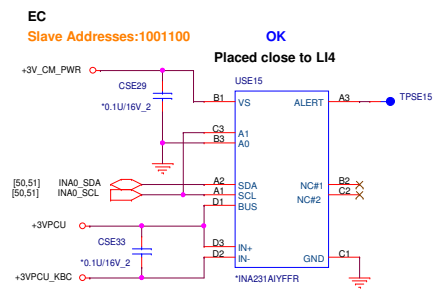 EC
Slave Addresses:1001100
OK
Placed close to LI4
+3V_CM_PWR
CSE29
*0.1U/16V_2
USE15
B1 VS
ALERT A3
TPSE15
C3 A1
B3 A0
[50,51] INA0_SDA
A2 SDA
NC#1 B2
[50,51] INA0_SCL
A1 SCL
NC#2 C2
D1 BUS
+3VPCU
CSE33
*0.1U/16V_2
D3 IN+
D2 IN-
GND C1
+3VPCU_KBC
*INA231AIYFFR